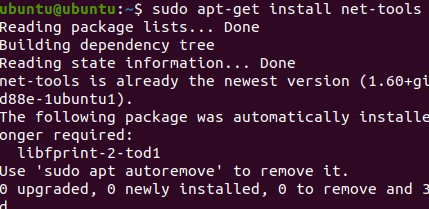 ubuntu@ubuntu:~$ sudo apt-get install net-tools
Reading package lists... Done
Building dependency tree
Reading state information... Done
net-tools is already the newest version (1.60+gi
d88e-1ubuntu1).
The following package was automatically installe
onger required:
  libfprint-2-tod1
Use 'sudo apt autoremove' to remove it.
0 upgraded, 0 newly installed, 0 to remove and 3
d.